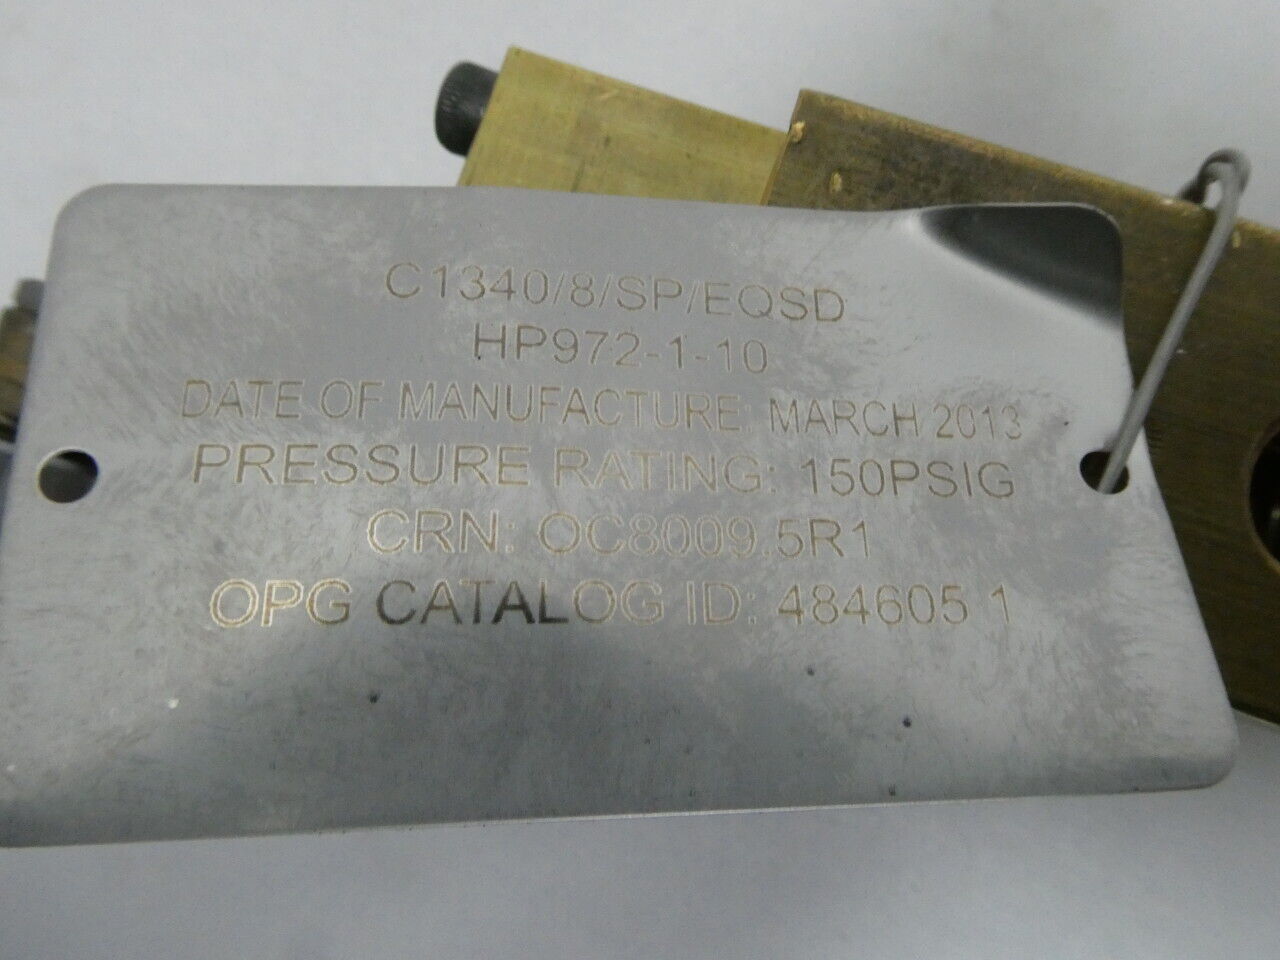 C1340/8/SP/EQSD
HP972-1-10
DATE OF MANUFACTURE: MARCH 2013
PRESSURE RATING: 150PSIG
CRN: OC8009.5R1
OPG CATALOG ID: 484605 1